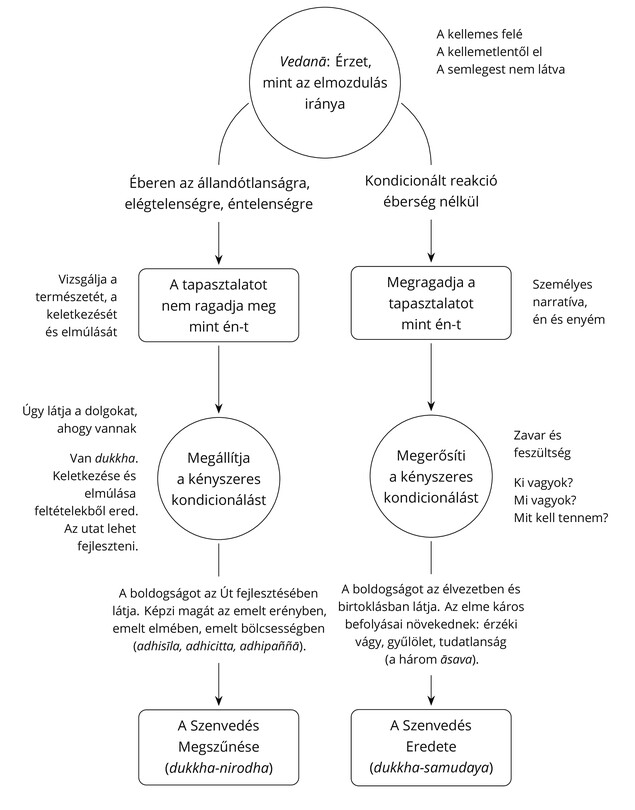 Vedanā: Érzet,
mint az elmozdulás
iránya
A kellemes felé
A kellemetlentől el
A semlegest nem látva
Éberen az állandótlanságra,
elégtelenségre, éntelenségre
Kondicionált reakció
éberség nélkül
Vizsgálja a
természetét, a
keletkezését
és elmúlását
A tapasztalatot
nem ragadja meg
mint én-t
Megragadja a
tapasztalatot
mint én-t
Személyes
narratíva,
én és enyém
Úgy látja a dolgokat,
ahogy vannak
Van dukkha.
Keletkezése és
elmúlása
feltételekből ered.
Az utat lehet
fejleszteni.
Megállítja
a kényszeres
kondicionálást
Megerősíti
a kényszeres
kondicionálást
Zavar és
feszültség
Ki vagyok?
Mi vagyok?
Mit kell tennem?
A boldogságot az Út fejlesztésében
látja. Képzi magát az emelt erényben,
emelt elmében, emelt bölcsességben
(adhisīla, adhicitta, adhipaññā).
A boldogságot az élvezetben és
birtoklásban látja. Az elme káros
befolyásai növekednek: érzéki
vágy, gyűlölet, tudatlanság
(a három āsava).
A Szenvedés
Megszűnése
(dukkha-nirodha)
A Szenvedés
Eredete
(dukkha-samudaya)